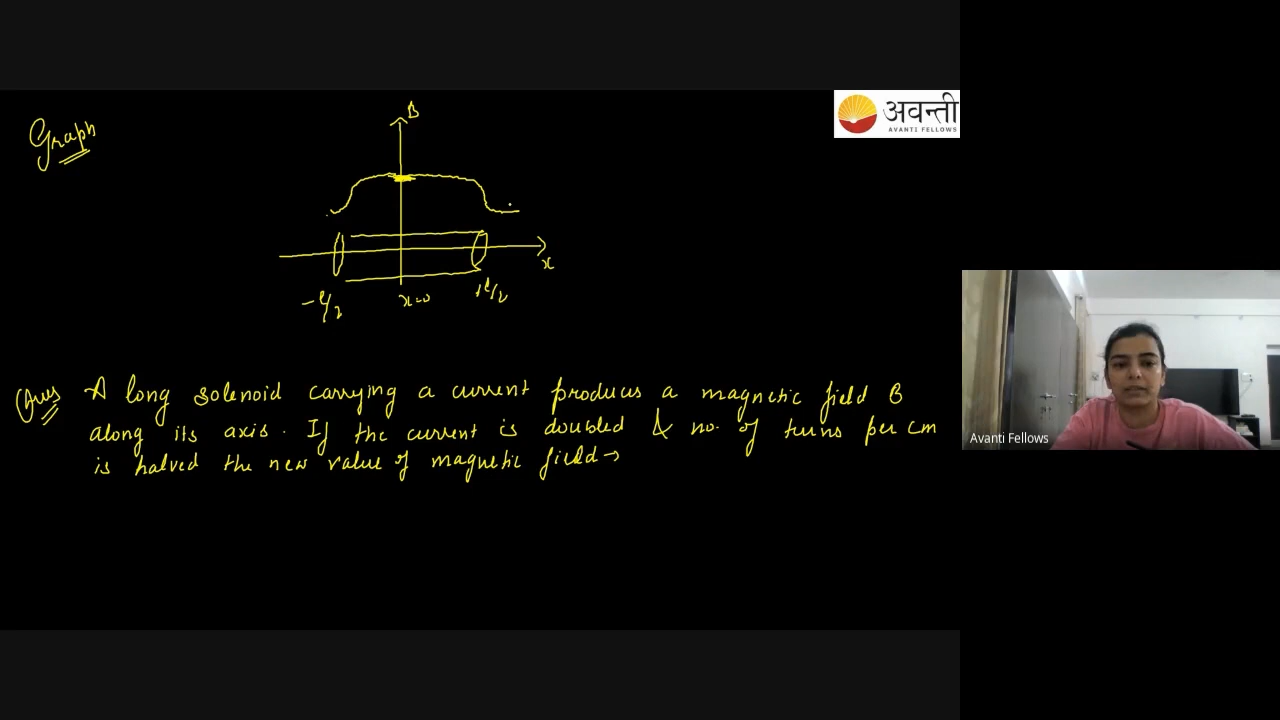 Graph
B
अवन्ती
AVANTI FELLOWS
x
-l/2
x=0
+l/2
Avanti Fellows
Ques A long solenoid carrying a current produces a magnetic field B
along its axis. If the current is doubled & no. of turns per cm
is halved the new value of magnetic field→